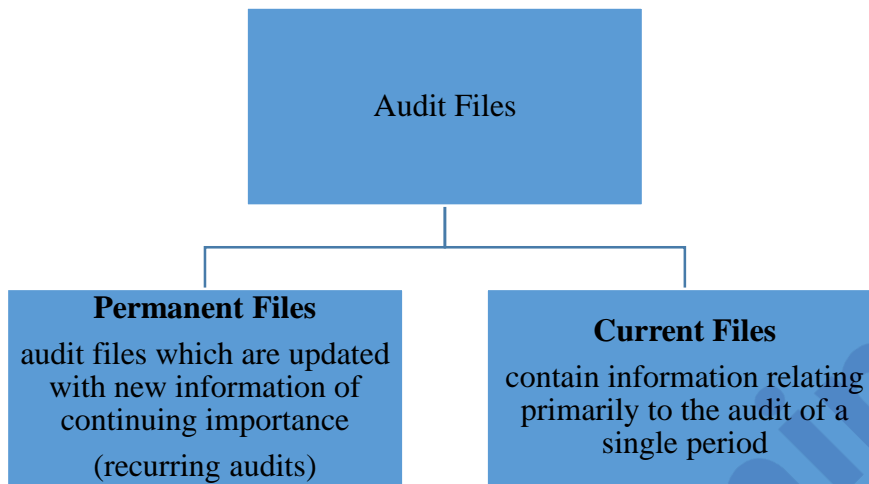 Audit Files
Permanent Files
audit files which are updated
with new information of
continuing importance
(recurring audits)
Current Files
contain information relating
primarily to the audit of a
single period